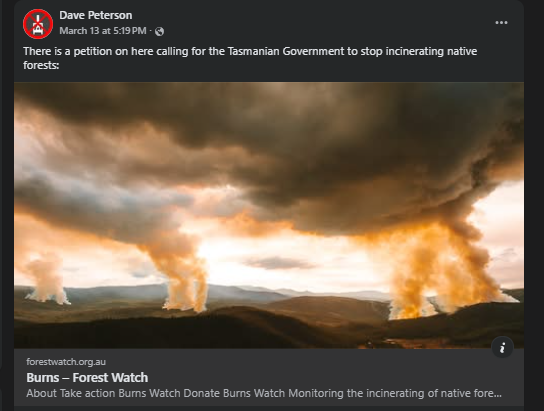 Dave Peterson
March 13 at 5:19 PM ·
There is a petition on here calling for the Tasmanian Government to stop incinerating native
forests:
forestwatch.org.au
Burns – Forest Watch
About Take action Burns Watch Donate Burns Watch Monitoring the incinerating of native fore...